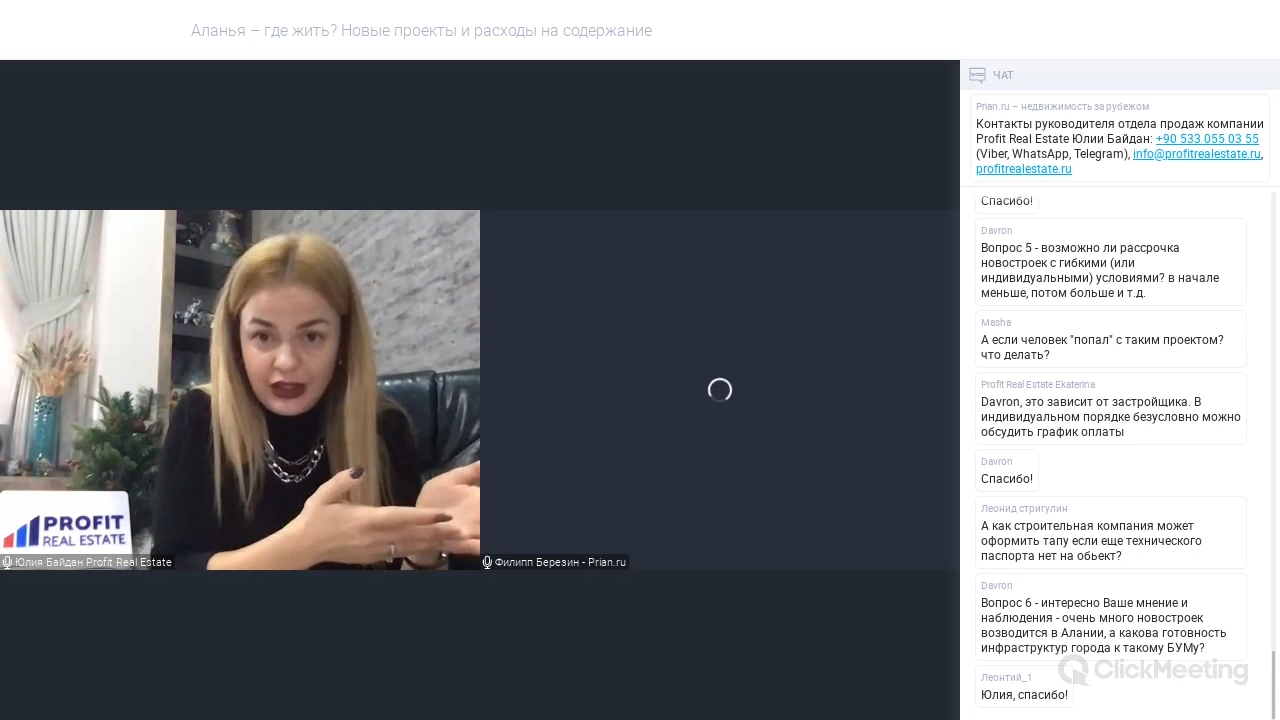 Аланья – где жить? Новые проекты и расходы на содержание
ЧАТ
Prian.ru – недвижимость за рубежом
Контакты руководителя отдела продаж компании
Profit Real Estate Юлии Байдан: +90 533 055 03 55
(Viber, WhatsApp, Telegram), info@profitrealestate.ru,
profitrealestate.ru
Спасибо!
Davron
Вопрос 5 - возможно ли рассрочка
новостроек с гибкими (или
индивидуальными) условиями? в начале
меньше, потом больше и т.д.
Masha
А если человек "попал" с таким проектом?
что делать?
Profit Real Estate Ekaterina
Davron, это зависит от застройщика. В
индивидуальном порядке безусловно можно
обсудить график оплаты
Davron
Спасибо!
Леонид стригулин
А как строительная компания может
оформить тапу если еще технического
паспорта нет на обьект?
Davron
Вопрос 6 - интересно Ваше мнение и
наблюдения - очень много новостроек
возводится в Алании, а какова готовность
инфраструктур города к такому БУМу?
Леонтий_1
Юлия, спасибо!
ClickMeeting
PROFIT
REAL ESTATE
Юлия Байдан Profit Real Estate
Филипп Березин - Prian.ru